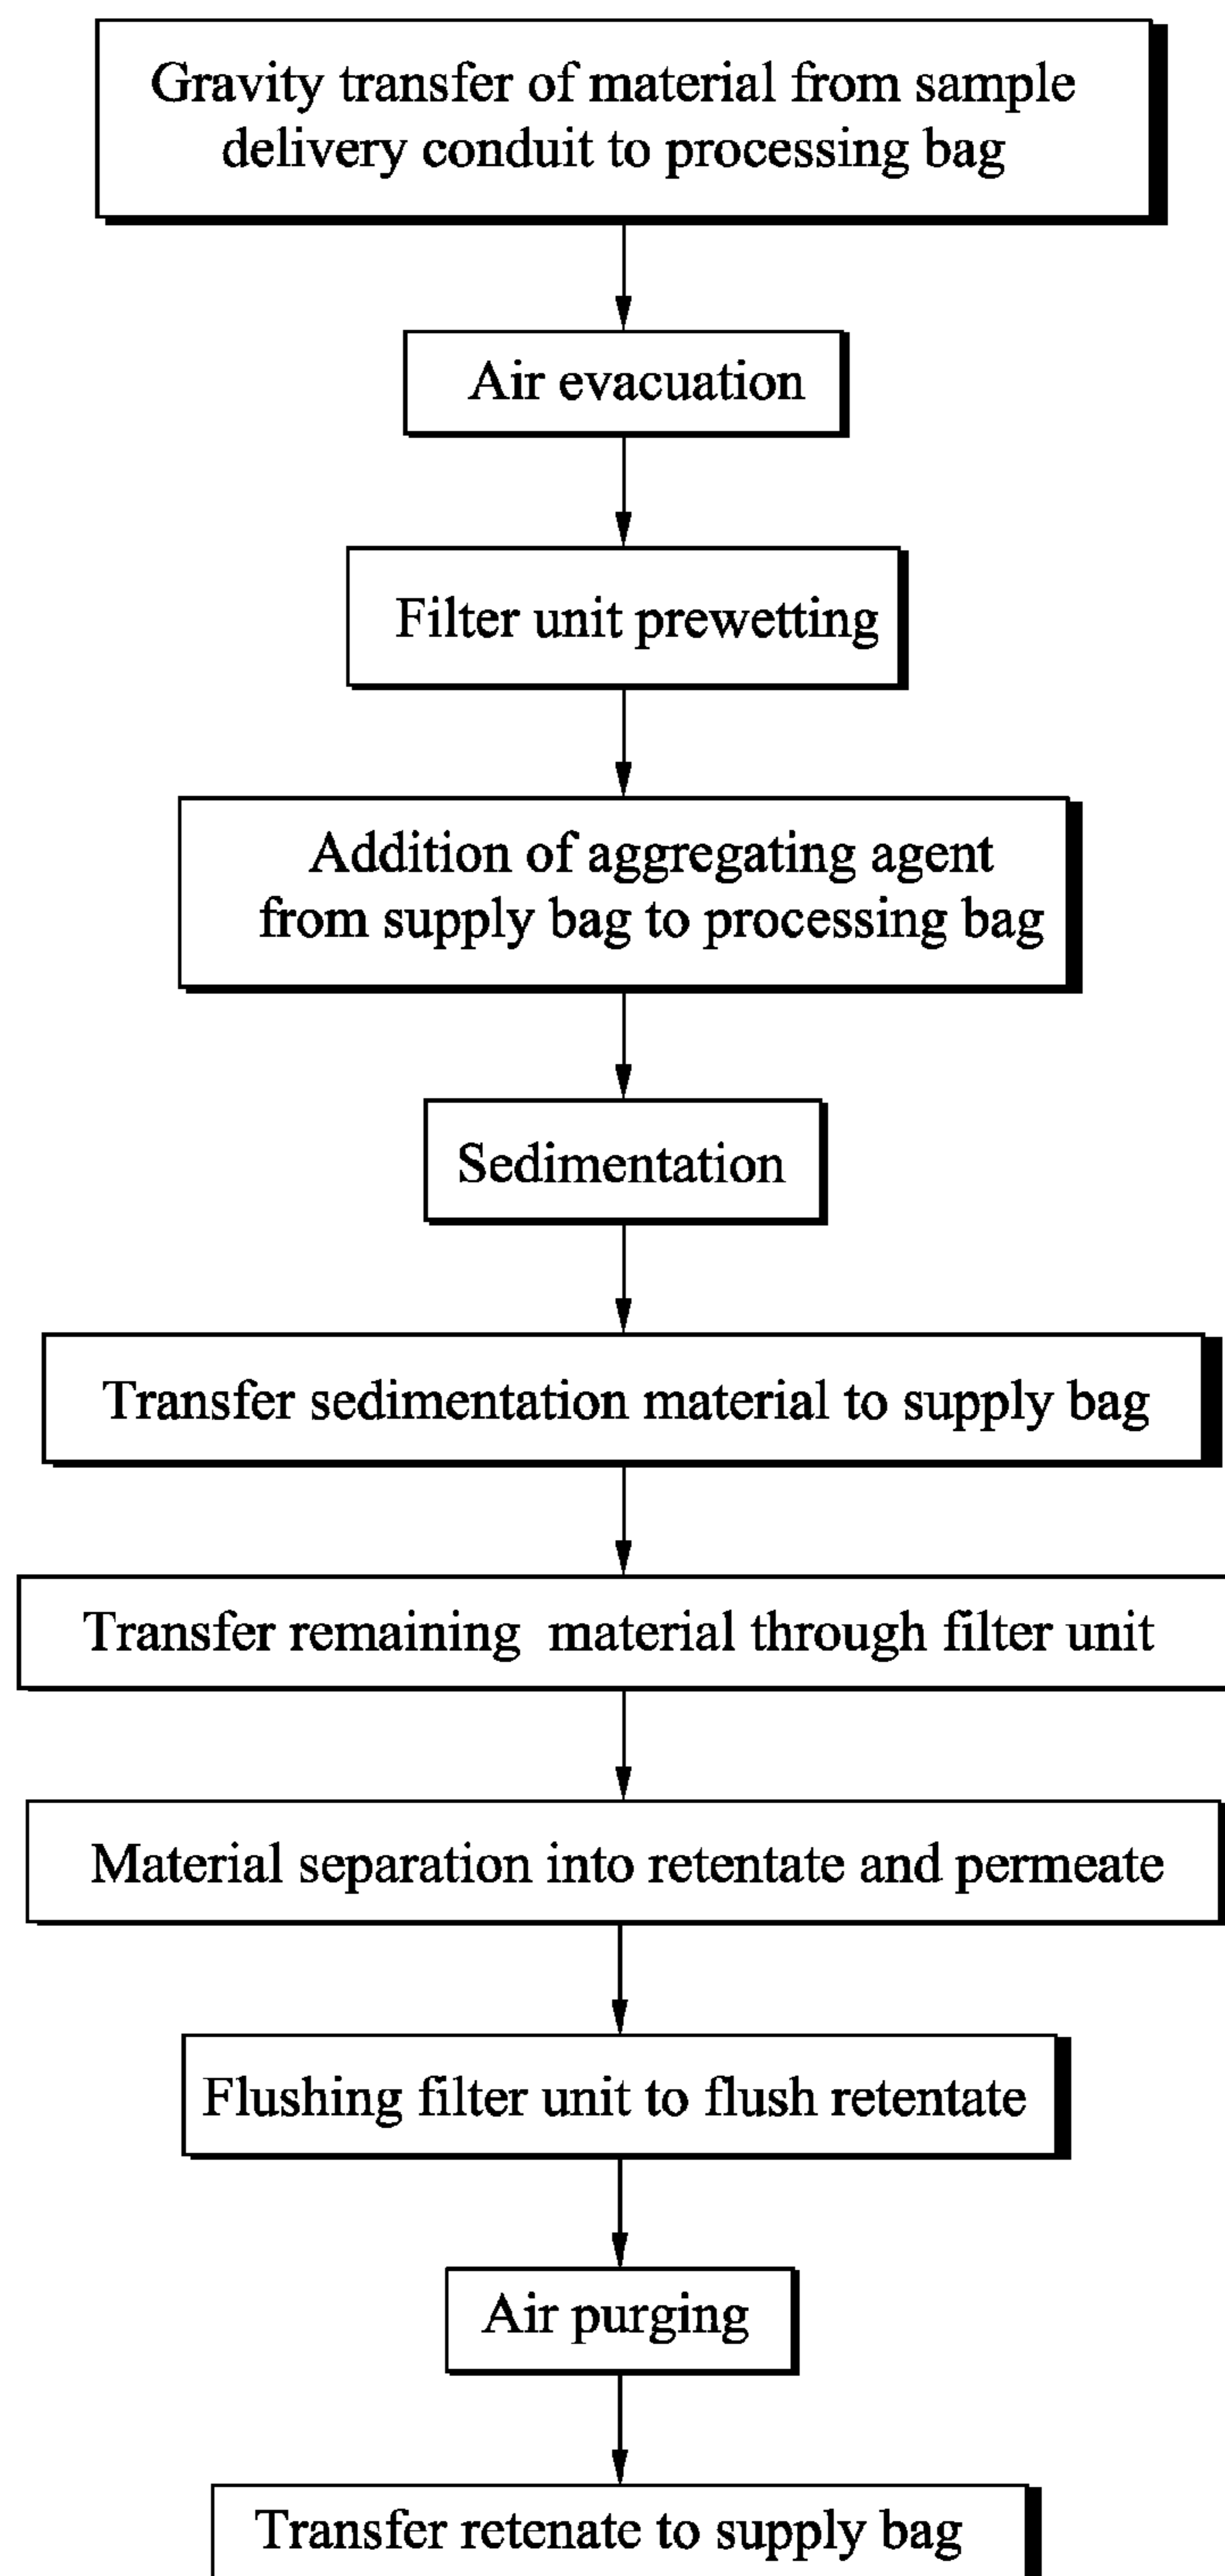 Gravity transfer of material from sample
delivery conduit to processing bag
Air evacuation
Filter unit prewetting
Addition of aggregating agent
from supply bag to processing bag
Sedimentation
Transfer sedimentation material to supply bag
Transfer remaining material through filter unit
Material separation into retentate and permeate
Flushing filter unit to flush retentate
Air purging
Transfer retenate to supply bag